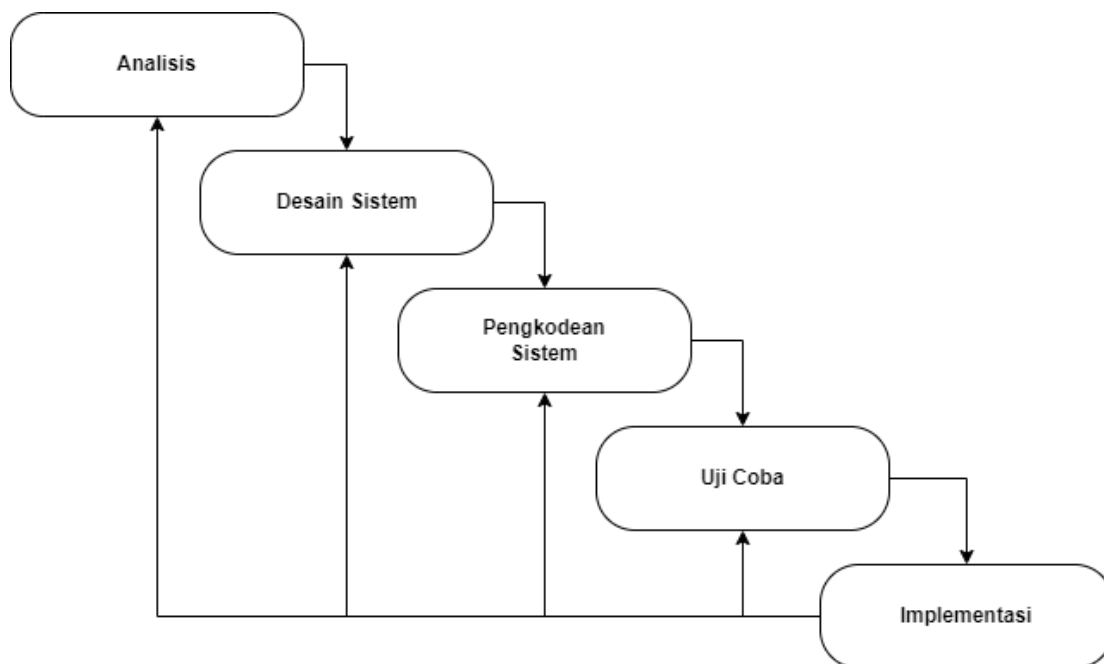 Analisis
Desain Sistem
Pengkodean
Sistem
Uji Coba
Implementasi